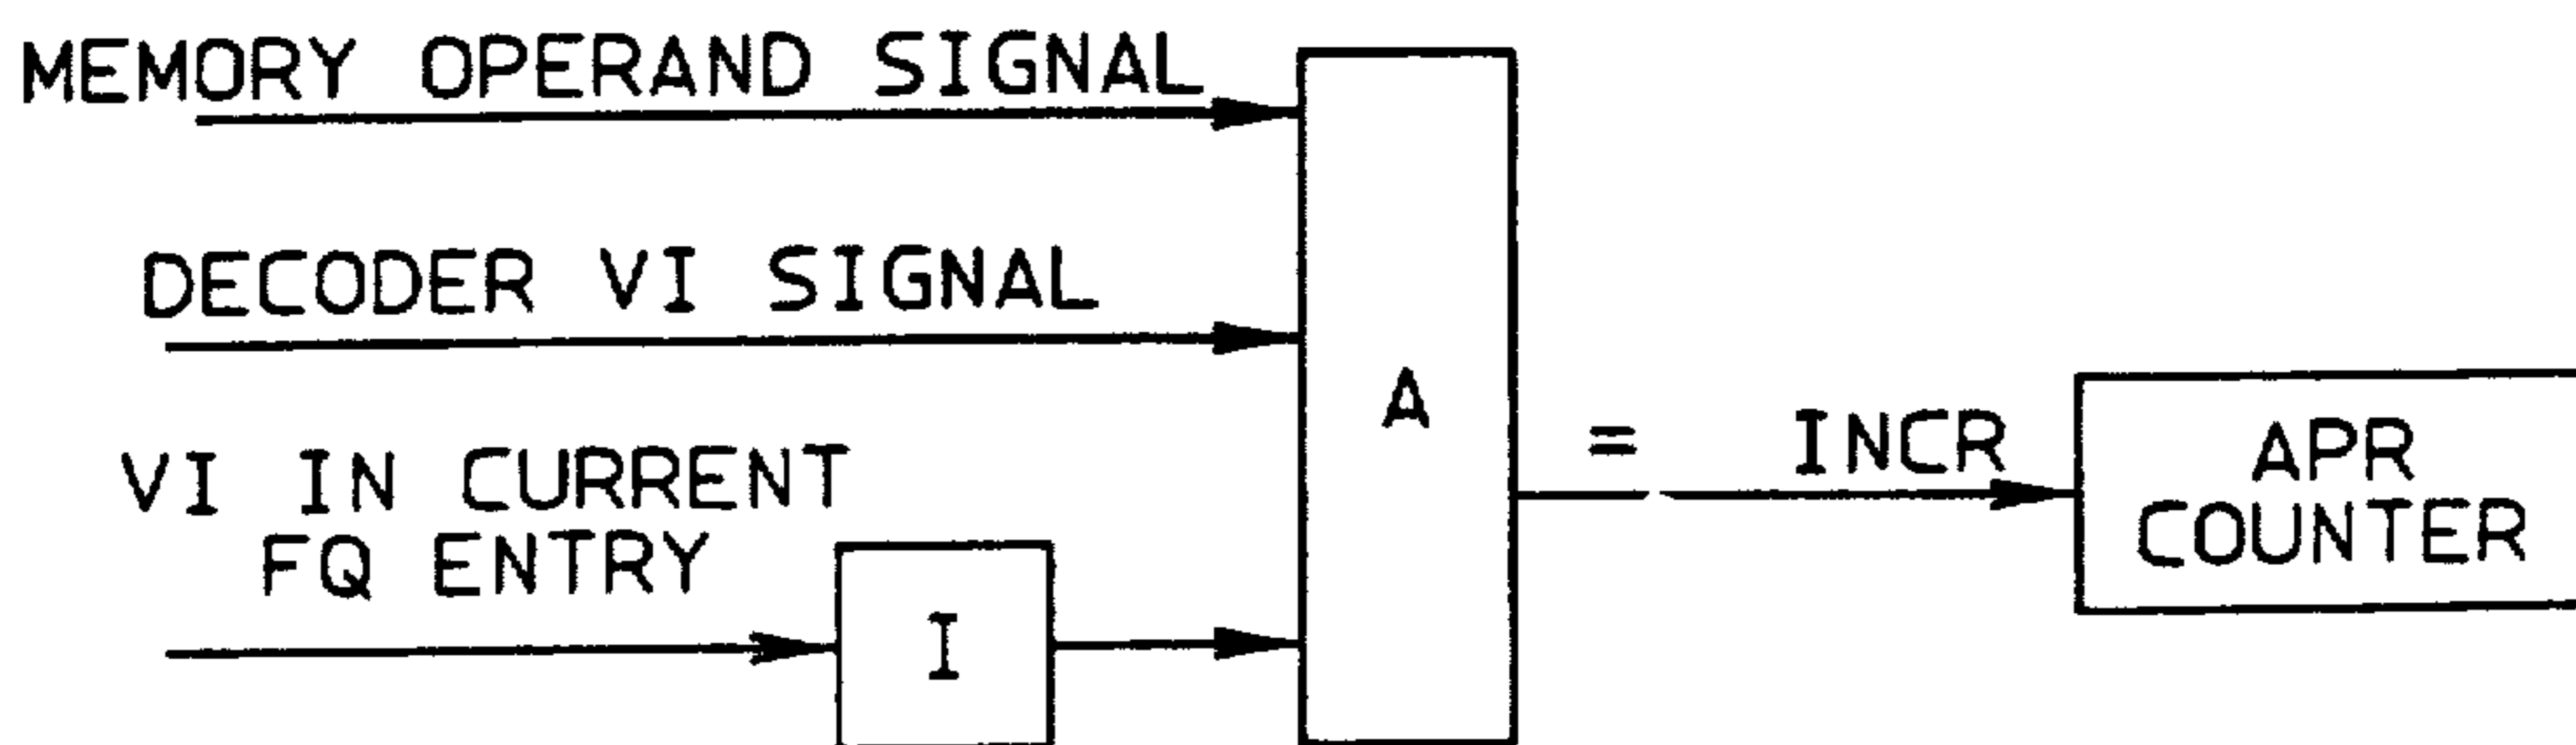 MEMORY OPERAND SIGNAL
DECODER VI SIGNAL
VI IN CURRENT
FQ ENTRY
I
A
= INCR
APR
COUNTER